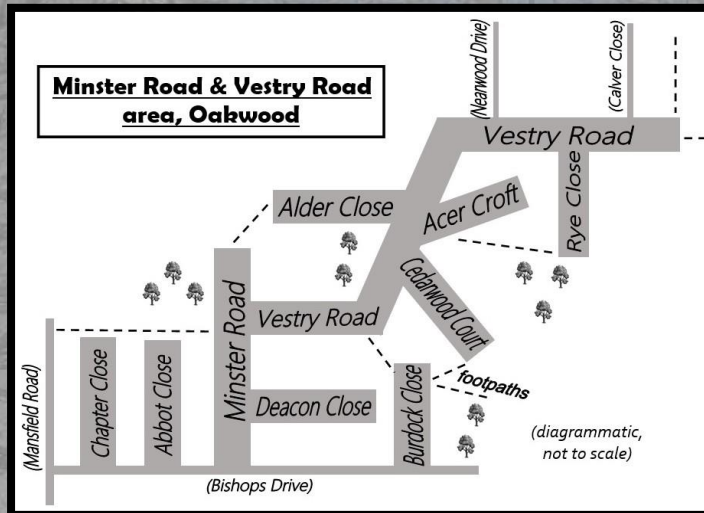 Minster Road & Vestry Road
area, Oakwood
(Nearwood Drive)
(Calver Close)
Vestry Road
Alder Close
Acer Croft
Rye Close
Cedarwood Court
Minster Road
Vestry Road
(Mansfield Road)
Chapter Close
Abbot Close
Deacon Close
Burdock Close
footpaths
(diagrammatic,
not to scale)
(Bishops Drive)